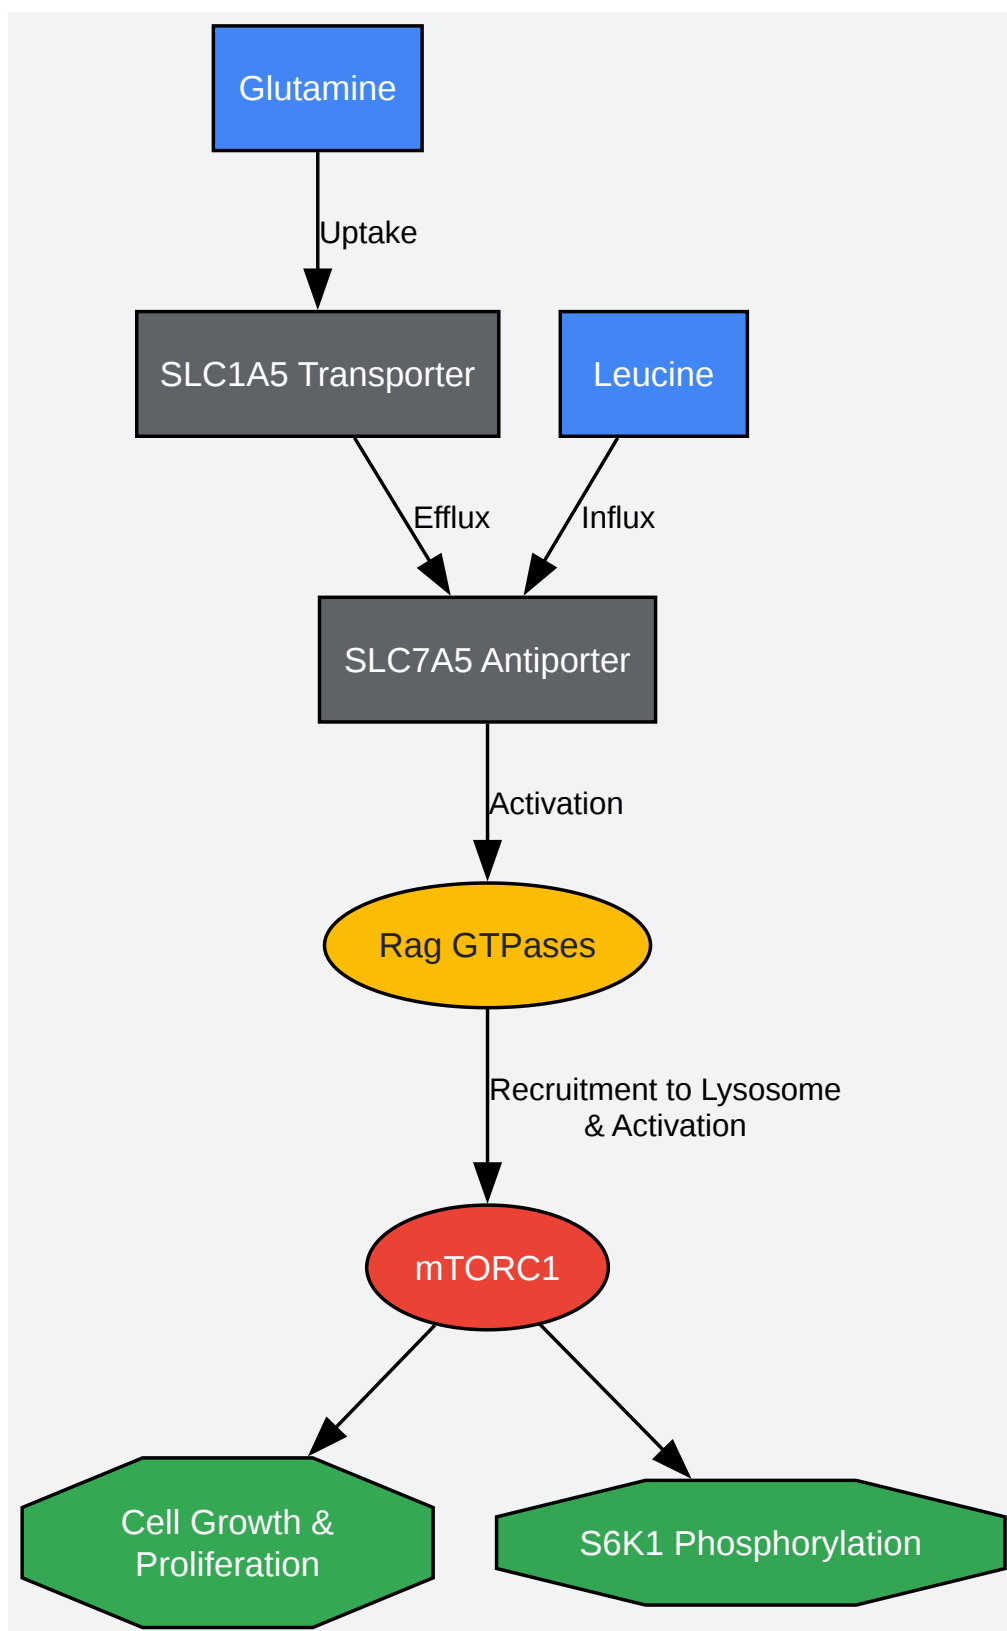 Glutamine
Uptake
SLC1A5 Transporter
Leucine
Efflux
Influx
SLC7A5 Antiporter
Activation
Rag GTPases
Recruitment to Lysosome
& Activation
mTORC1
Cell Growth &
Proliferation
S6K1 Phosphorylation